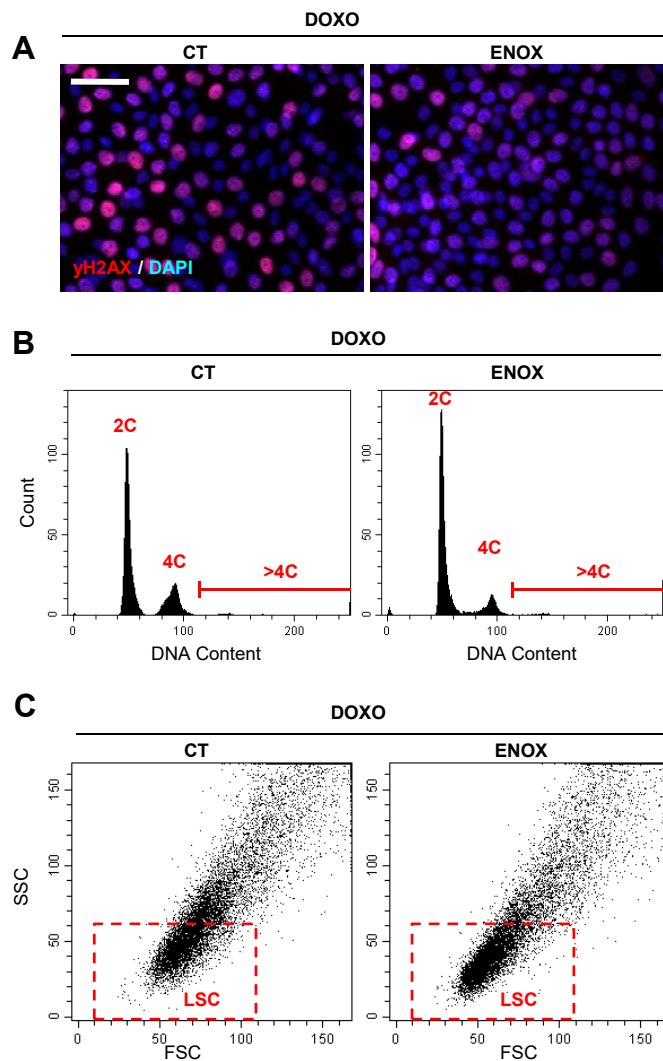 DOXO
A
CT
ENOX
yH2AX / DAPI
B
DOXO
CT
ENOX
2C
4C
>4C
2C
4C
>4C
Count
0
50
100
0
50
100
0
100
200
0
100
200
DNA Content
DNA Content
C
DOXO
CT
ENOX
SSC
0
50
100
150
0
50
100
150
LSC
LSC
0
50
100
150
0
50
100
150
FSC
FSC